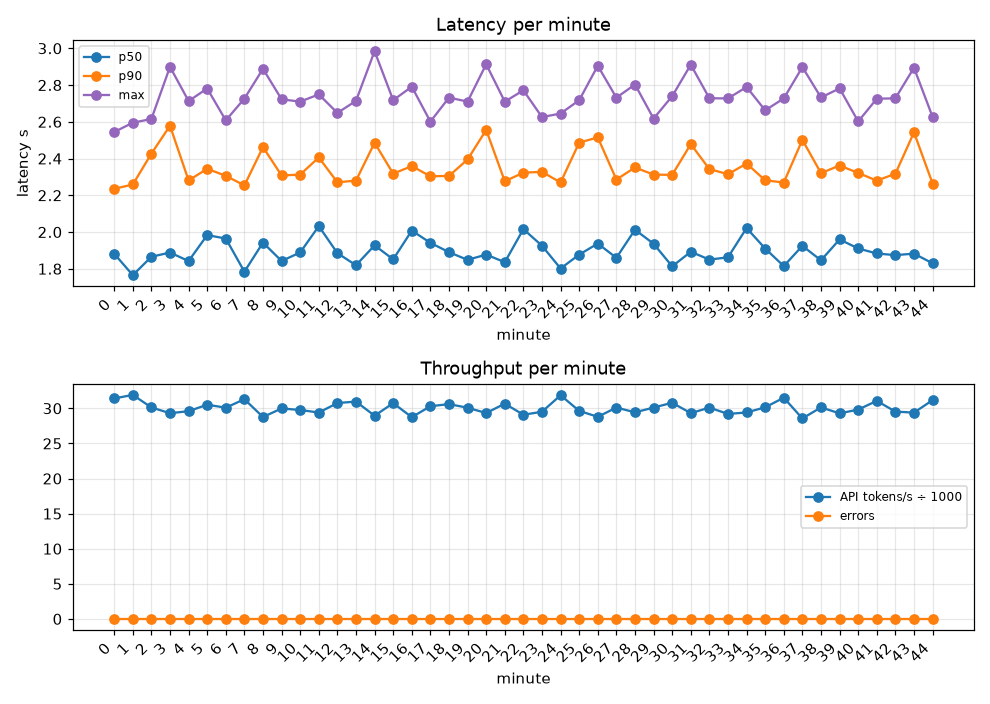 Latency per minute
p50
p90
max
3.0
2.8
2.6
2.4
2.2
2.0
1.8
latency s
0 1 2 3 4 5 6 7 8 9 10 11 12 13 14 15 16 17 18 19 20 21 22 23 24 25 26 27 28 29 30 31 32 33 34 35 36 37 38 39 40 41 42 43 44
minute
Throughput per minute
30
25
20
15
10
5
0
API tokens/s ÷ 1000
errors
0 1 2 3 4 5 6 7 8 9 10 11 12 13 14 15 16 17 18 19 20 21 22 23 24 25 26 27 28 29 30 31 32 33 34 35 36 37 38 39 40 41 42 43 44
minute